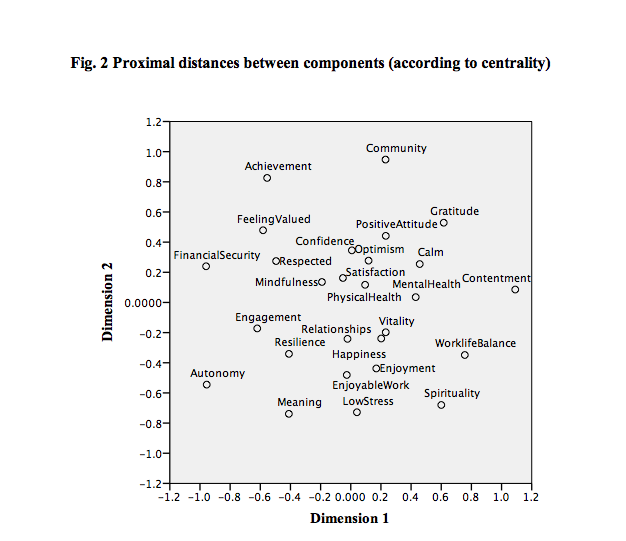 Fig. 2 Proximal distances between components (according to centrality)
1.2
Community
1.0
Achievement
0.8
Gratitude
0.6
FeelingValued
PositiveAttitude
Confidence
0.4
Optimism
Calm
FinancialSecurity
Respected
0.2
Satisfaction
Contentment
Mindfulness
MentalHealth
PhysicalHealth
0.0000
Engagement
Vitality
Relationships
-0.2
Resilience
WorklifeBalance
Happiness
-0.4
Enjoyment
Autonomy
EnjoyableWork
-0.6
Spirituality
Meaning
LowStress
-0.8
-1.0
-1.2
-1.2 -1.0 -0.8 -0.6 -0.4 -0.2 0.000 0.2 0.4 0.6 0.8 1.0 1.2
Dimension 1
Dimension 2